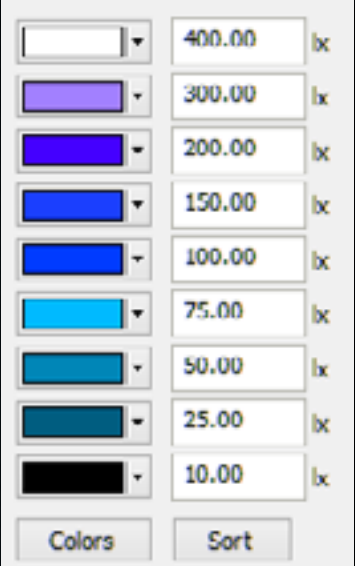 400.00 lx
300.00 lx
200.00 lx
150.00 lx
100.00 lx
75.00 lx
50.00 lx
25.00 lx
10.00 lx
Colors Sort